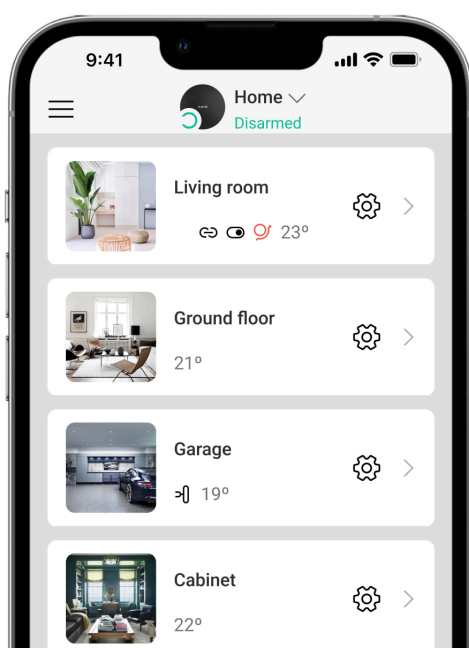 9:41
Home
Disarmed
Living room
23°
Ground floor
21°
Garage
19°
Cabinet
22°